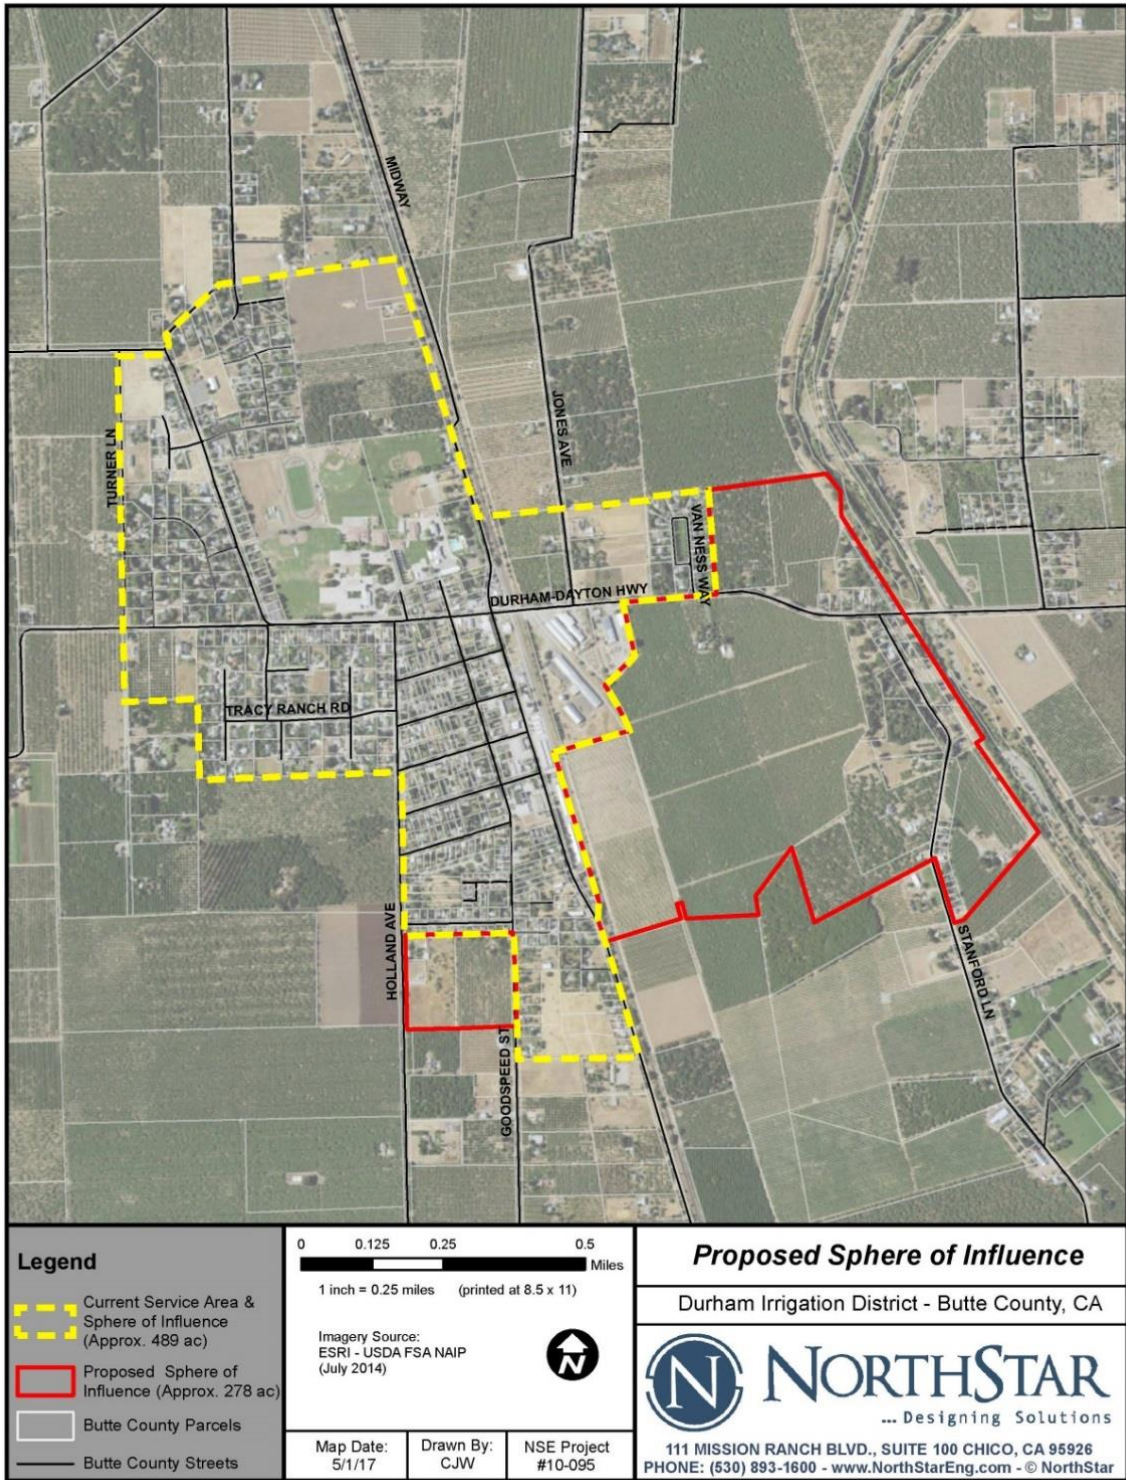 MIDWAY
JONES AVE
TURNER LN
VAN NESS WAY
DURHAM-DAYTON HWY
TRACY RANCH RD
HOLLAND AVE
STANFORD LN
GOODSPEED ST
Legend
Current Service Area &
Sphere of Influence
(Approx. 489 ac)
Proposed Sphere of
Influence (Approx. 278 ac)
Butte County Parcels
Butte County Streets
0 0.125 0.25 0.5
Miles
1 inch = 0.25 miles (printed at 8.5 x 11)
Imagery Source:
ESRI - USDA FSA NAIP
(July 2014)
N
Map Date:
5/1/17
Drawn By:
CJW
NSE Project
#10-095
Proposed Sphere of Influence
Durham Irrigation District - Butte County, CA
N NORTHSTAR
... Designing Solutions
111 MISSION RANCH BLVD., SUITE 100 CHICO, CA 95926
PHONE: (530) 893-1600 - www.NorthStarEng.com - © NorthStar